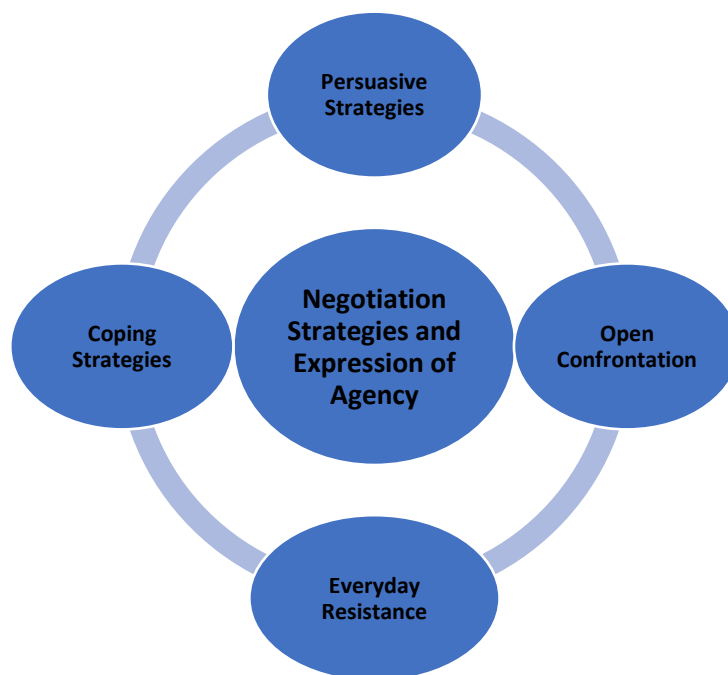 Persuasive
Strategies
Negotiation
Strategies and
Expression of
Agency
Coping
Strategies
Open
Confrontation
Everyday
Resistance